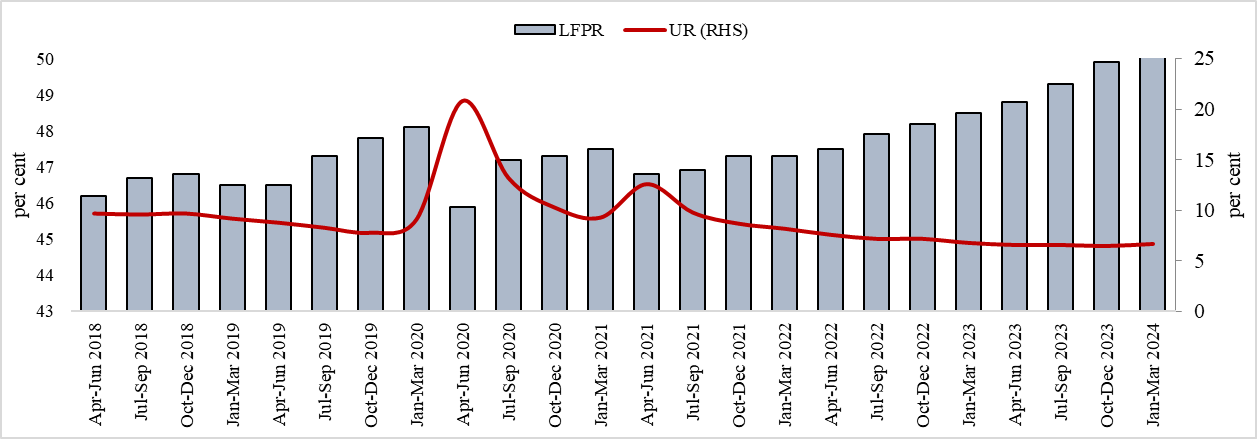 LFPR UR (RHS)
per cent
50
49
48
47
46
45
44
43
25
20
15
10
5
0
per cent
Apr-Jun 2018
Jul-Sep 2018
Oct-Dec 2018
Jan-Mar 2019
Apr-Jun 2019
Jul-Sep 2019
Oct-Dec 2019
Jan-Mar 2020
Apr-Jun 2020
Jul-Sep 2020
Oct-Dec 2020
Jan-Mar 2021
Apr-Jun 2021
Jul-Sep 2021
Oct-Dec 2021
Jan-Mar 2022
Apr-Jun 2022
Jul-Sep 2022
Oct-Dec 2022
Jan-Mar 2023
Apr-Jun 2023
Jul-Sep 2023
Oct-Dec 2023
Jan-Mar 2024